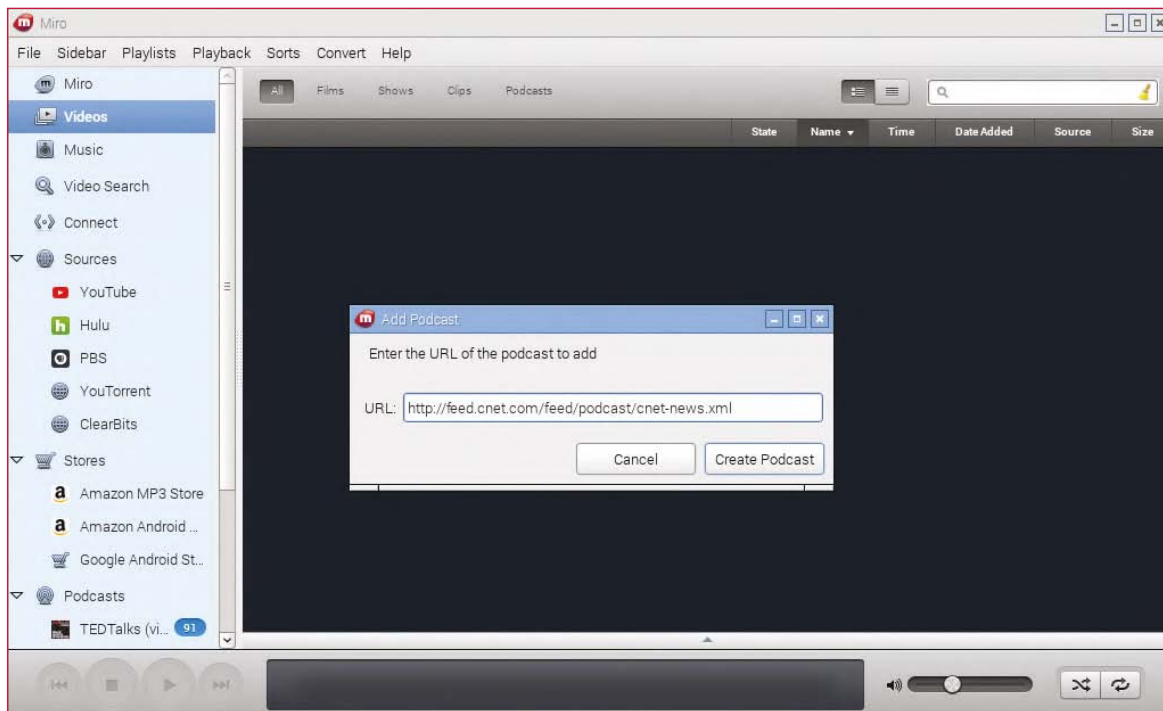 Miro
File Sidebar Playlists Playback Sorts Convert Help
Miro
Videos
Music
Video Search
Connect
Sources
YouTube
Hulu
PBS
YouTorrent
ClearBits
Stores
Amazon MP3 Store
Amazon Android ...
Google Android St...
Podcasts
TEDTalks (vi... 91
All Films Shows Clips Podcasts
State Name Time Date Added Source Size
Add Podcast
Enter the URL of the podcast to add
URL: http://feed.cnet.com/feed/podcast/cnet-news.xml
Cancel Create Podcast